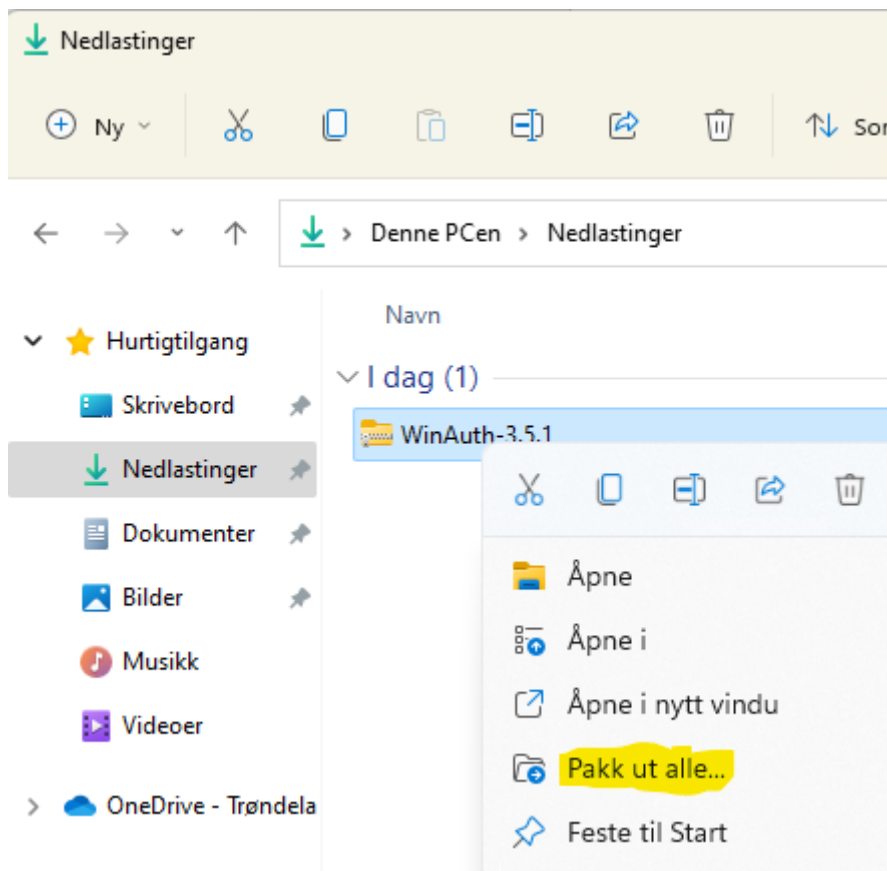 Nedlastinger
Ny
Denne PCen > Nedlastinger
Navn
Hurtigtilgang
I dag (1)
Skrivebord
WinAuth-3.5.1
Nedlastinger
Dokumenter
Åpne
Bilder
Åpne i
Musikk
Åpne i nytt vindu
Videoer
Pakk ut alle...
OneDrive - Trøndela
Feste til Start